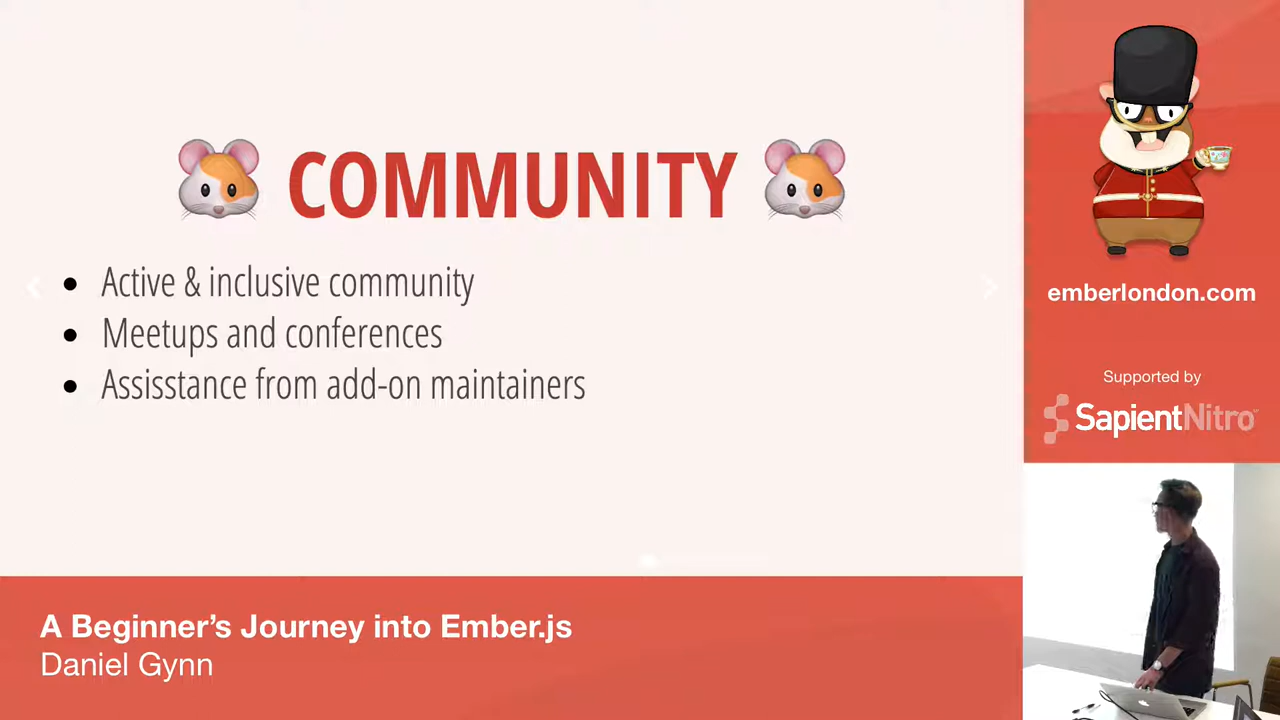 COMMUNITY
Active & inclusive community
Meetups and conferences
Assisstance from add-on maintainers
emberlondon.com
Supported by
SapientNitro
A Beginner's Journey into Ember.js
Daniel Gynn